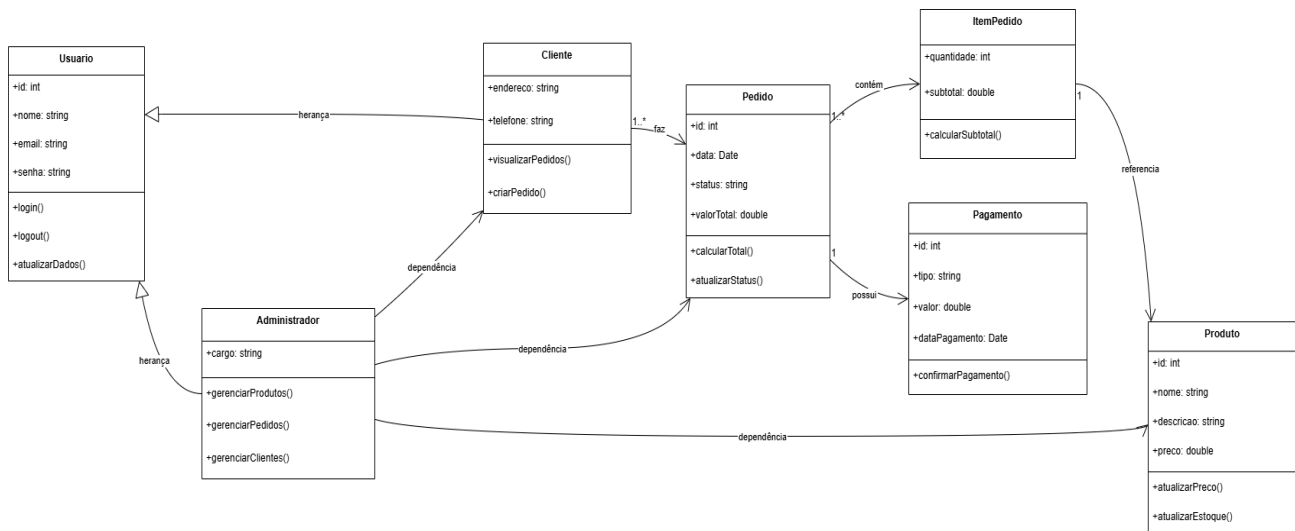 Usuario
+id: int
+nome: string
+email: string
+senha: string
+login()
+logout()
+atualizarDados()
herança
Cliente
+endereco: string
+telefone: string
+visualizarPedidos()
+criarPedido()
1..*
faz
Pedido
+id: int
+data: Date
+status: string
+valorTotal: double
+calcularTotal()
+atualizarStatus()
contém
1..*
ItemPedido
+quantidade: int
+subtotal: double
+calcularSubtotal()
1
referencia
1
possui
Pagamento
+id: int
+tipo: string
+valor: double
+dataPagamento: Date
+confirmarPagamento()
herança
Administrador
+cargo: string
+gerenciarProdutos()
+gerenciarPedidos()
+gerenciarClientes()
dependência
dependência
dependência
Produto
+id: int
+nome: string
+descricao: string
+preco: double
+atualizarPreco()
+atualizarEstoque()